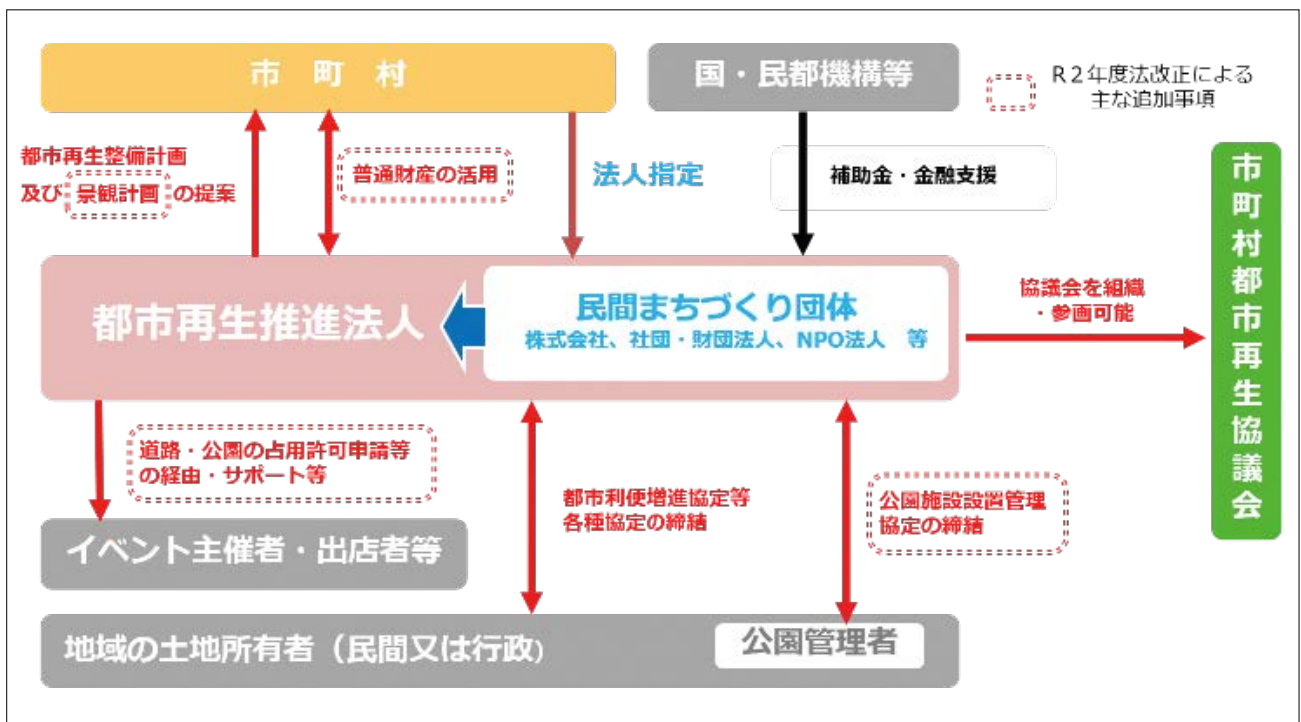 市 町 村
国・民都機構等
R2年度法改正による
主な追加事項
都市再生整備計画
及び 景観計画 の提案
普通財産の活用
法人指定
補助金・金融支援
都市再生推進法人
民間まちづくり団体
株式会社、社団・財団法人、NPO法人 等
協議会を組織
・参画可能
市町村都市再生協議会
道路・公園の占用許可申請等
の経由・サポート等
都市利便増進協定等
各種協定の締結
公園施設設置管理
協定の締結
イベント主催者・出店者等
地域の土地所有者（民間又は行政)
公園管理者